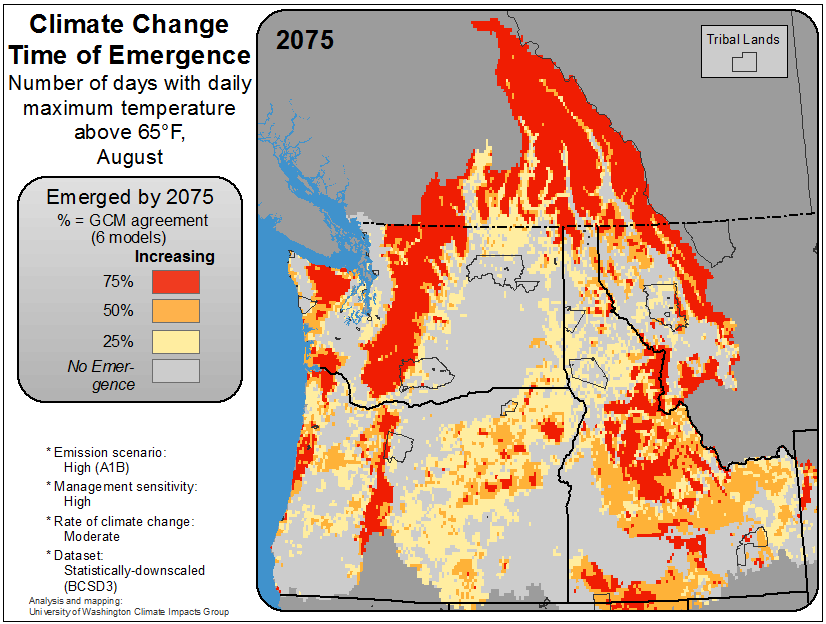 Climate Change
Time of Emergence
Number of days with daily
maximum temperature
above 65°F,
August
2075
Tribal Lands
Emerged by 2075
% = GCM agreement
(6 models)
Increasing
75%
50%
25%
No Emer-
gence
* Emission scenario:
High (A1B)
* Management sensitivity:
High
* Rate of climate change:
Moderate
* Dataset:
Statistically-downscaled
(BCSD3)
Analysis and mapping:
University of Washington Climate Impacts Group